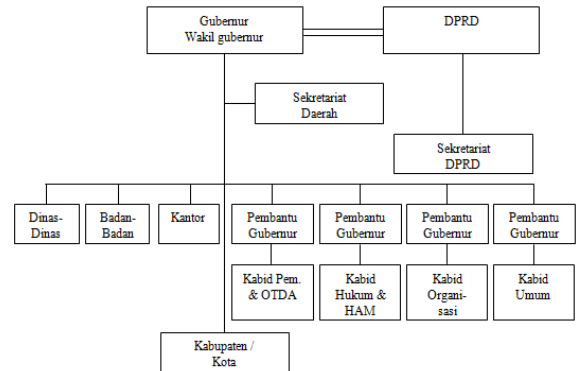 Gubernur
Wakil gubernur
DPRD
Sekretariat
Daerah
Sekretariat
DPRD
Dinas-
Dinas
Badan-
Badan
Kantor
Pembantu
Gubernur
Pembantu
Gubernur
Pembantu
Gubernur
Pembantu
Gubernur
Kabid Pem.
& OTDA
Kabid
Hukum &
HAM
Kabid
Organi-
sasi
Kabid
Umum
Kabupaten /
Kota